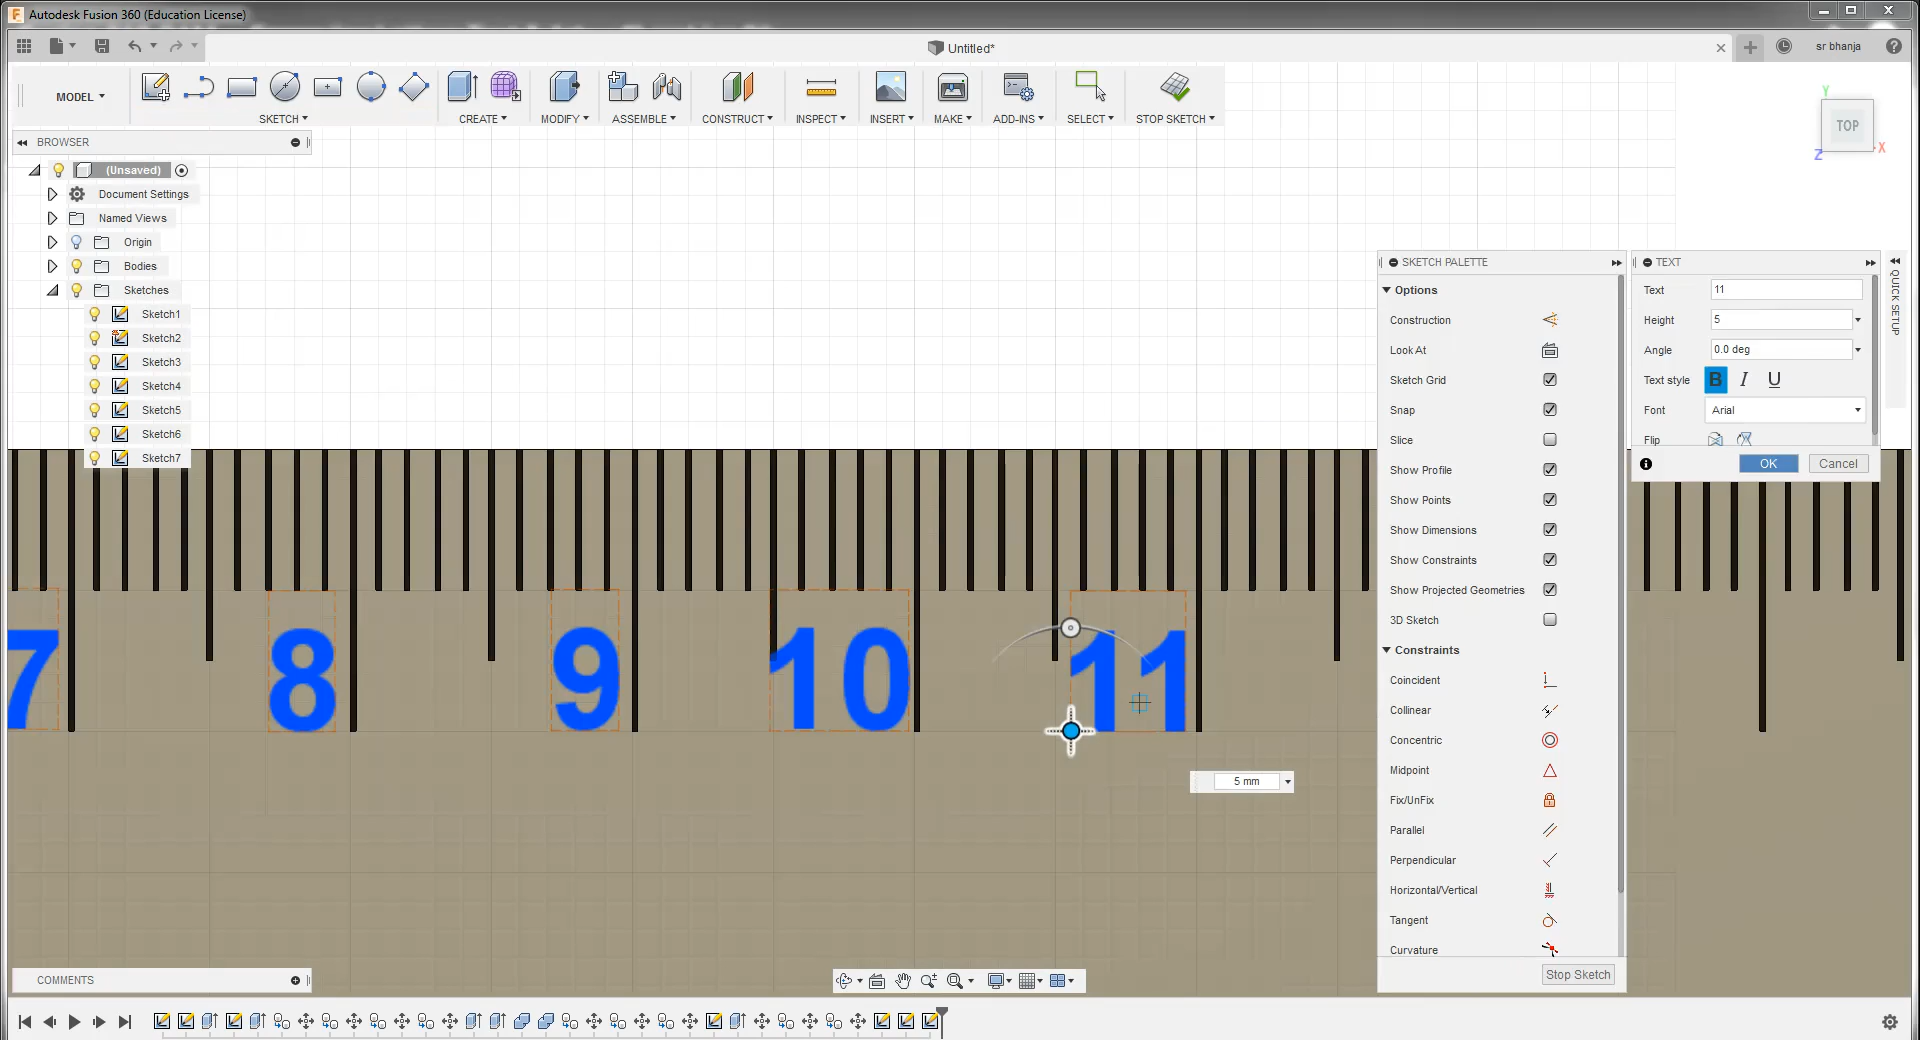 Autodesk Fusion 360 (Education License)
Untitled*
sr bhanja
MODEL
SKETCH
CREATE
MODIFY
ASSEMBLE
CONSTRUCT
INSPECT
INSERT
MAKE
ADD-INS
SELECT
STOP SKETCH
Y
TOP
Z
X
BROWSER
(Unsaved)
Document Settings
Named Views
Origin
Bodies
Sketches
Sketch1
Sketch2
Sketch3
Sketch4
Sketch5
Sketch6
Sketch7
SKETCH PALETTE
Options
Construction
Look At
Sketch Grid
Snap
Slice
Show Profile
Show Points
Show Dimensions
Show Constraints
Show Projected Geometries
3D Sketch
Constraints
Coincident
Collinear
Concentric
Midpoint
Fix/UnFix
Parallel
Perpendicular
Horizontal/Vertical
Tangent
Curvature
Stop Sketch
TEXT
Text 11
Height 5
Angle 0.0 deg
Text style B I U
Font Arial
Flip
OK Cancel
QUICK SETUP
7 8 9 10 11
5 mm
COMMENTS